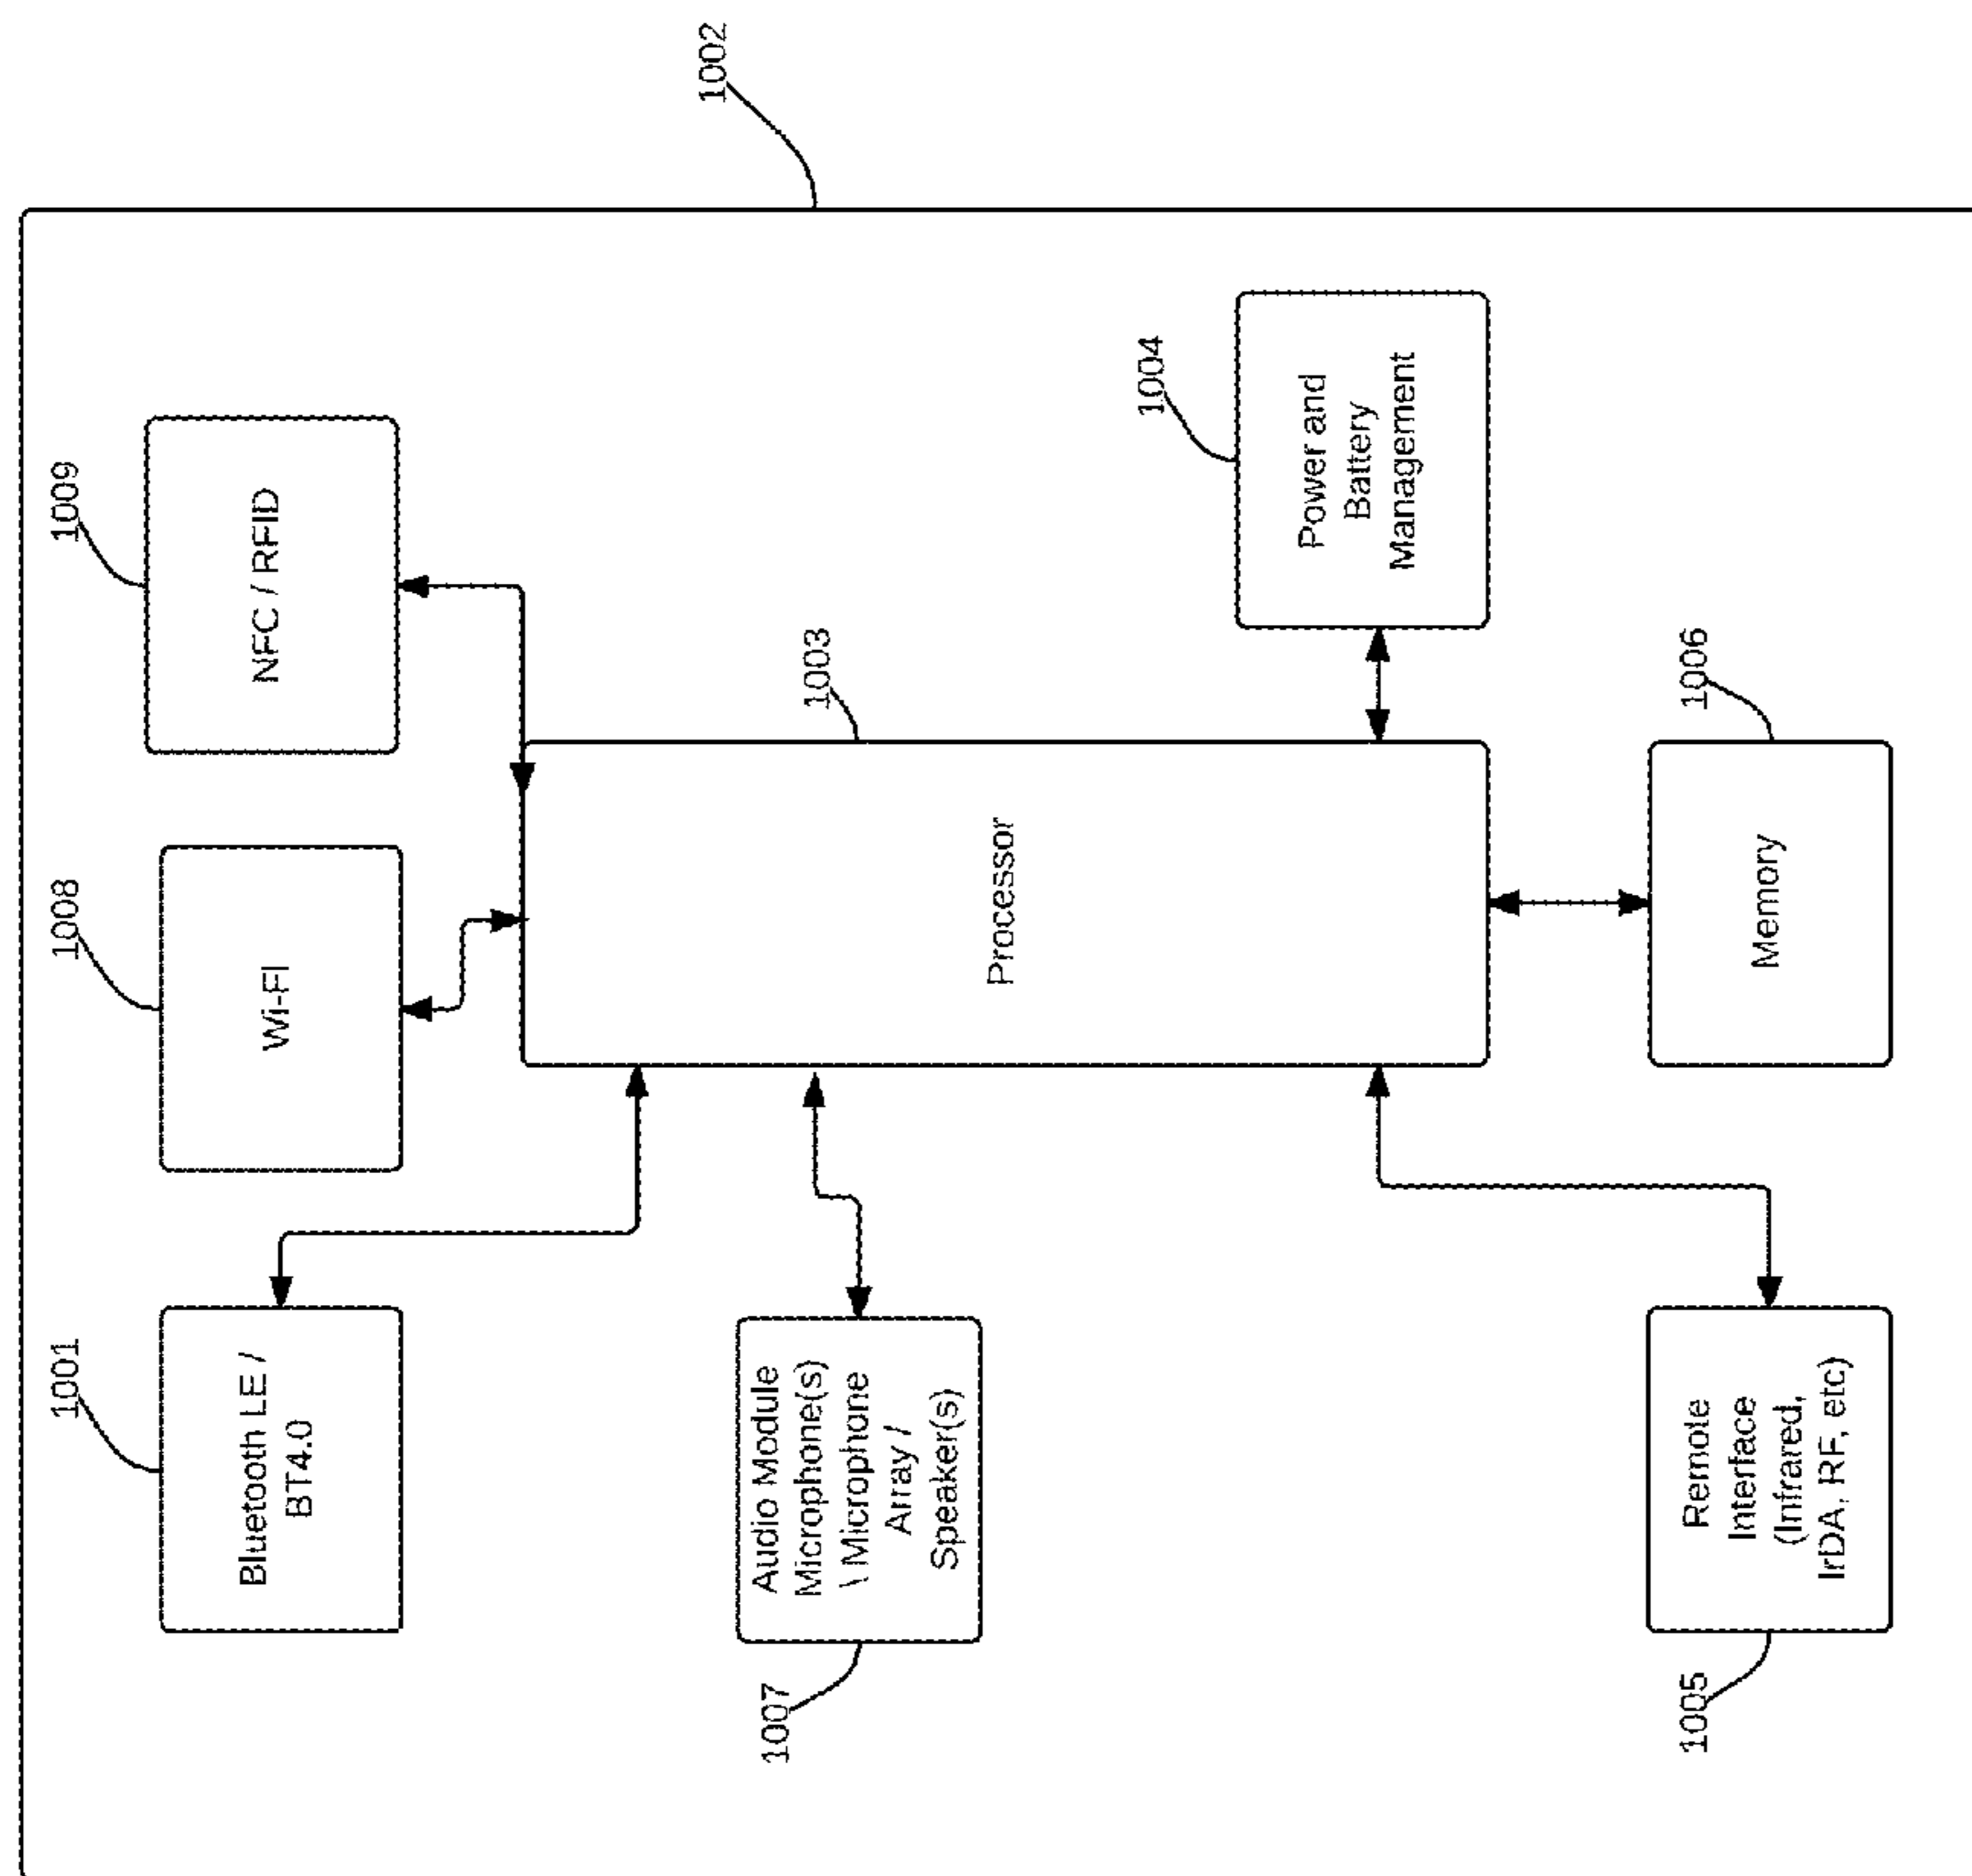 1001
Bluetooth LE /
BT4.0
1008
Wi-FI
1009
NFC / RFID
1002
1007
Audio Module
Microphone(s)
\ Microphone
Array /
Speaker(s)
1003
Processor
1004
Power and
Battery
Management
1005
Remote
Interface
(Infrared,
IrDA, RF, etc)
1006
Memory